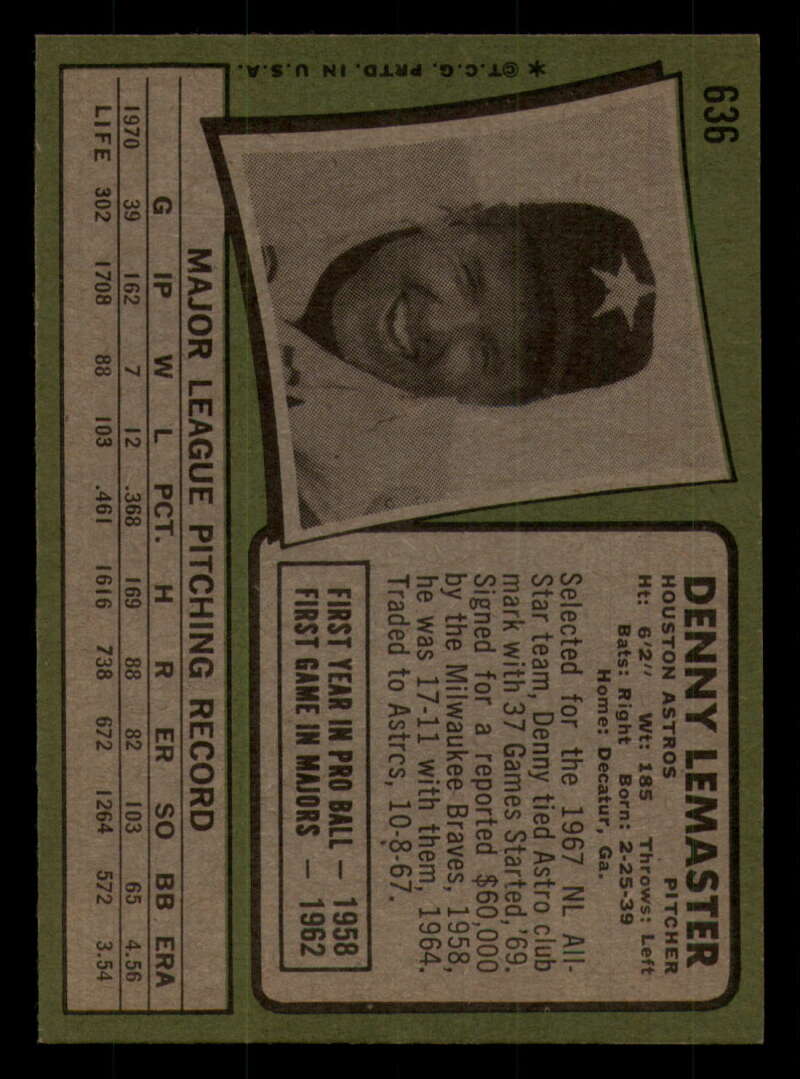 636
* ©T.C.G. PRTD. IN U.S.A.
DENNY LEMASTER
HOUSTON ASTROS PITCHER
Ht: 6'2" Wt: 185 Throws: Left
Bats: Right Born: 2-25-39
Home: Decatur, Ga.
Selected for the 1967 NL All-
Star team, Denny tied Astro club
mark with 37 Games Started, '69.
Signed for a reported $60,000
by the Milwaukee Braves, 1958,
he was 17-11 with them, 1964.
Traded to Astros, 10-8-67.
FIRST YEAR IN PRO BALL — 1958
FIRST GAME IN MAJORS — 1962
MAJOR LEAGUE PITCHING RECORD
G IP W L PCT. H R ER SO BB ERA
1970 39 162 7 12 .368 169 88 82 103 65 4.56
LIFE 302 1708 88 103 .461 1616 738 672 1264 572 3.54